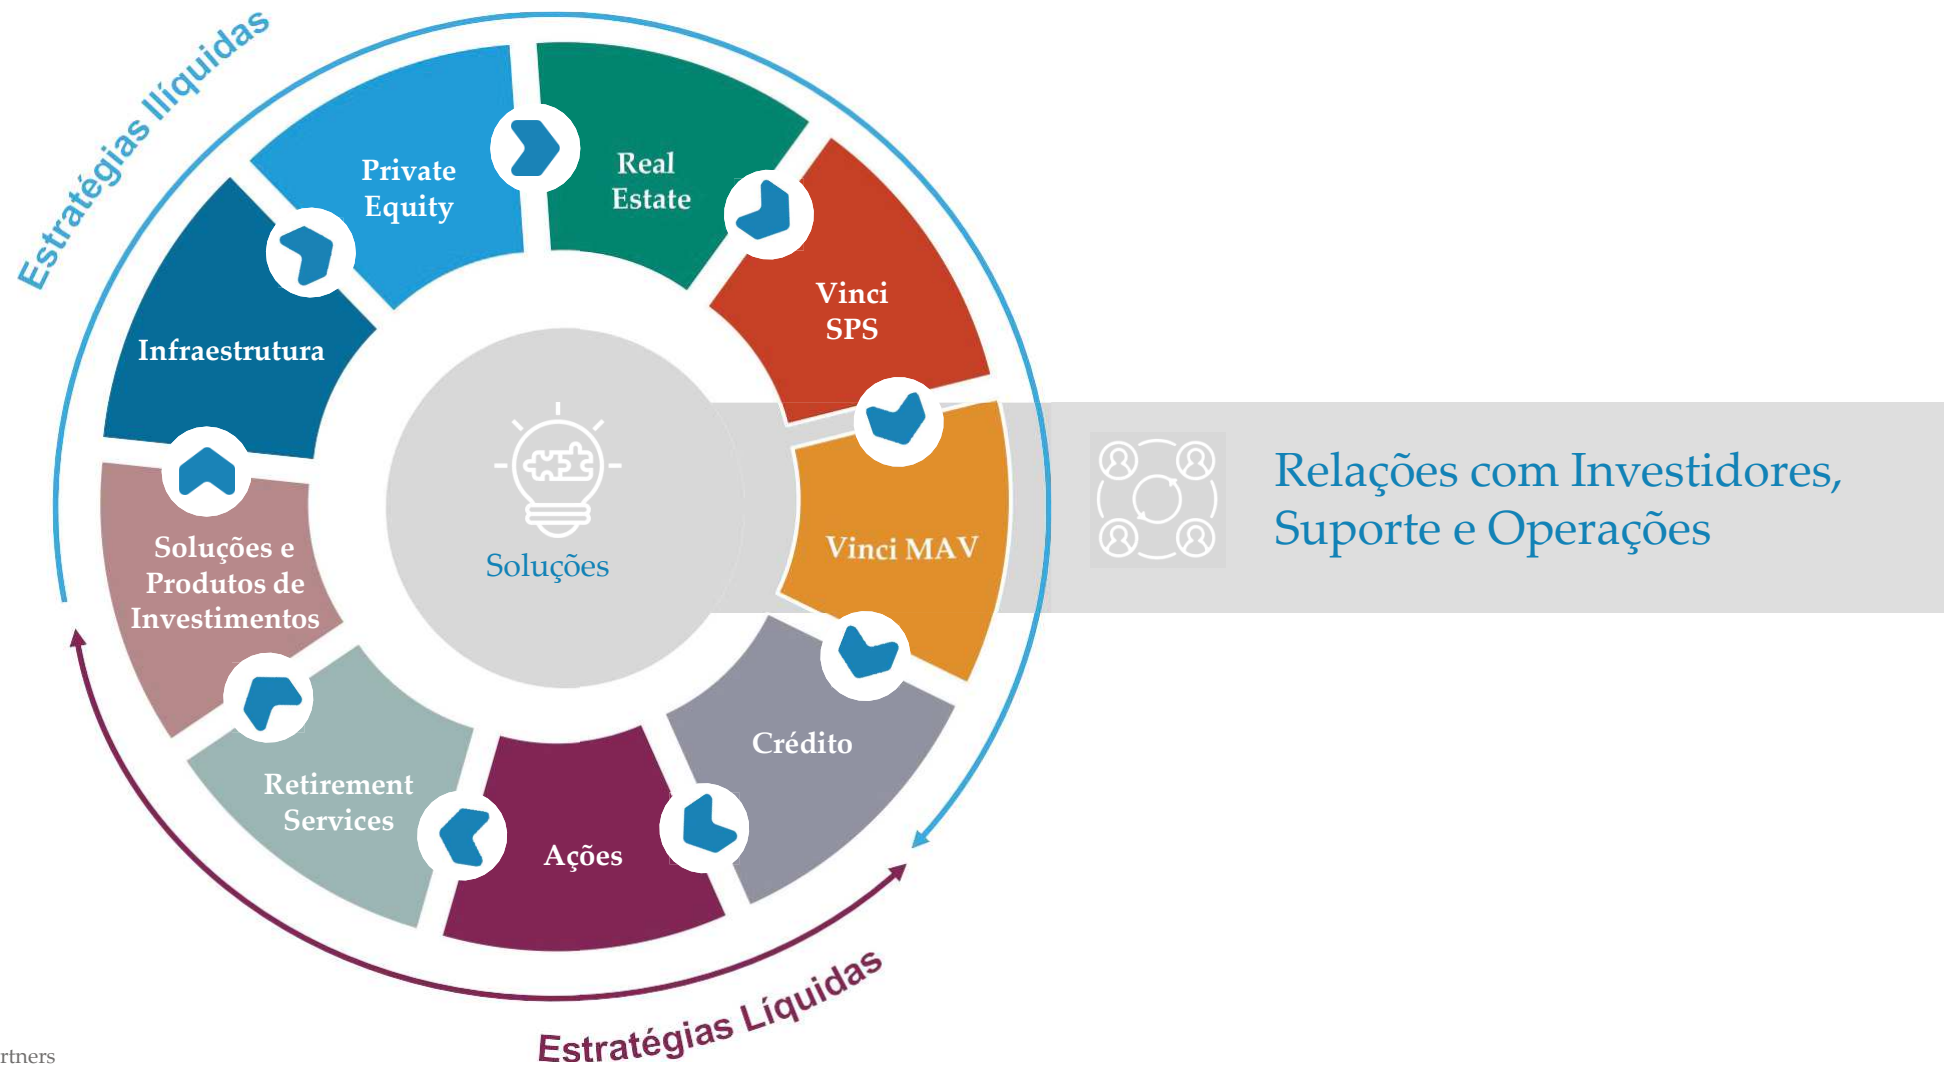 Estratégias Ilíquidas
Private
Equity
Real
Estate
Vinci
SPS
Infraestrutura
Vinci MAV
Soluções e
Produtos de
Investimentos
Soluções
Relações com Investidores,
Suporte e Operações
Crédito
Retirement
Services
Ações
Estratégias Líquidas
rtners